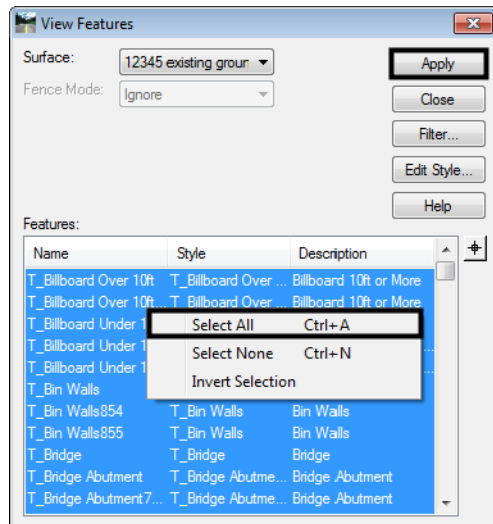 View Features
Surface: 12345 existing groun
Apply
Fence Mode: Ignore
Close
Filter...
Edit Style...
Help
Features:
Name Style Description
T_Billboard Over 10ft T_Billboard Over ... Billboard 10ft or More
T_Billboard Over 10ft... T_Billboard Over ... Billboard 10ft or More
T_Billboard Under 1
T_Billboard Under 1
T_Billboard Under 1
Select All Ctrl+A
Select None Ctrl+N
Invert Selection
T_Bin Walls
T_Bin Walls854 T_Bin Walls Bin Walls
T_Bin Walls855 T_Bin Walls Bin Walls
T_Bridge T_Bridge Bridge
T_Bridge Abutment T_Bridge Abutme... Bridge Abutment
T_Bridge Abutment7... T_Bridge Abutme... Bridge Abutment